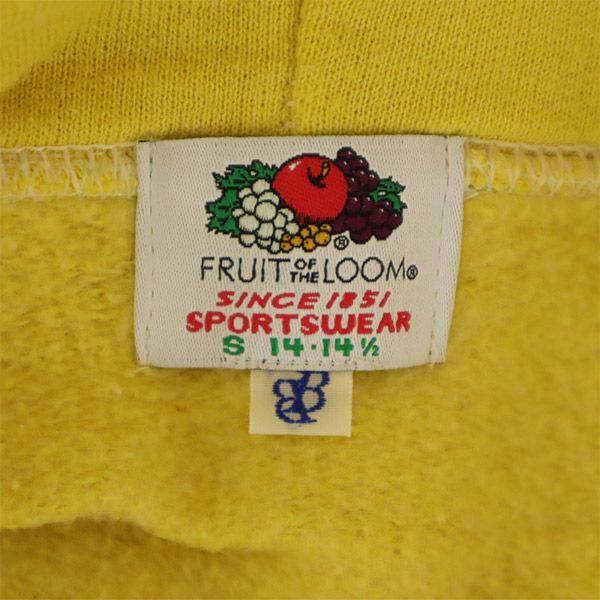 ®
FRUIT OF THE LOOM®
SINCE 1851
SPORTSWEAR
S 14·14½